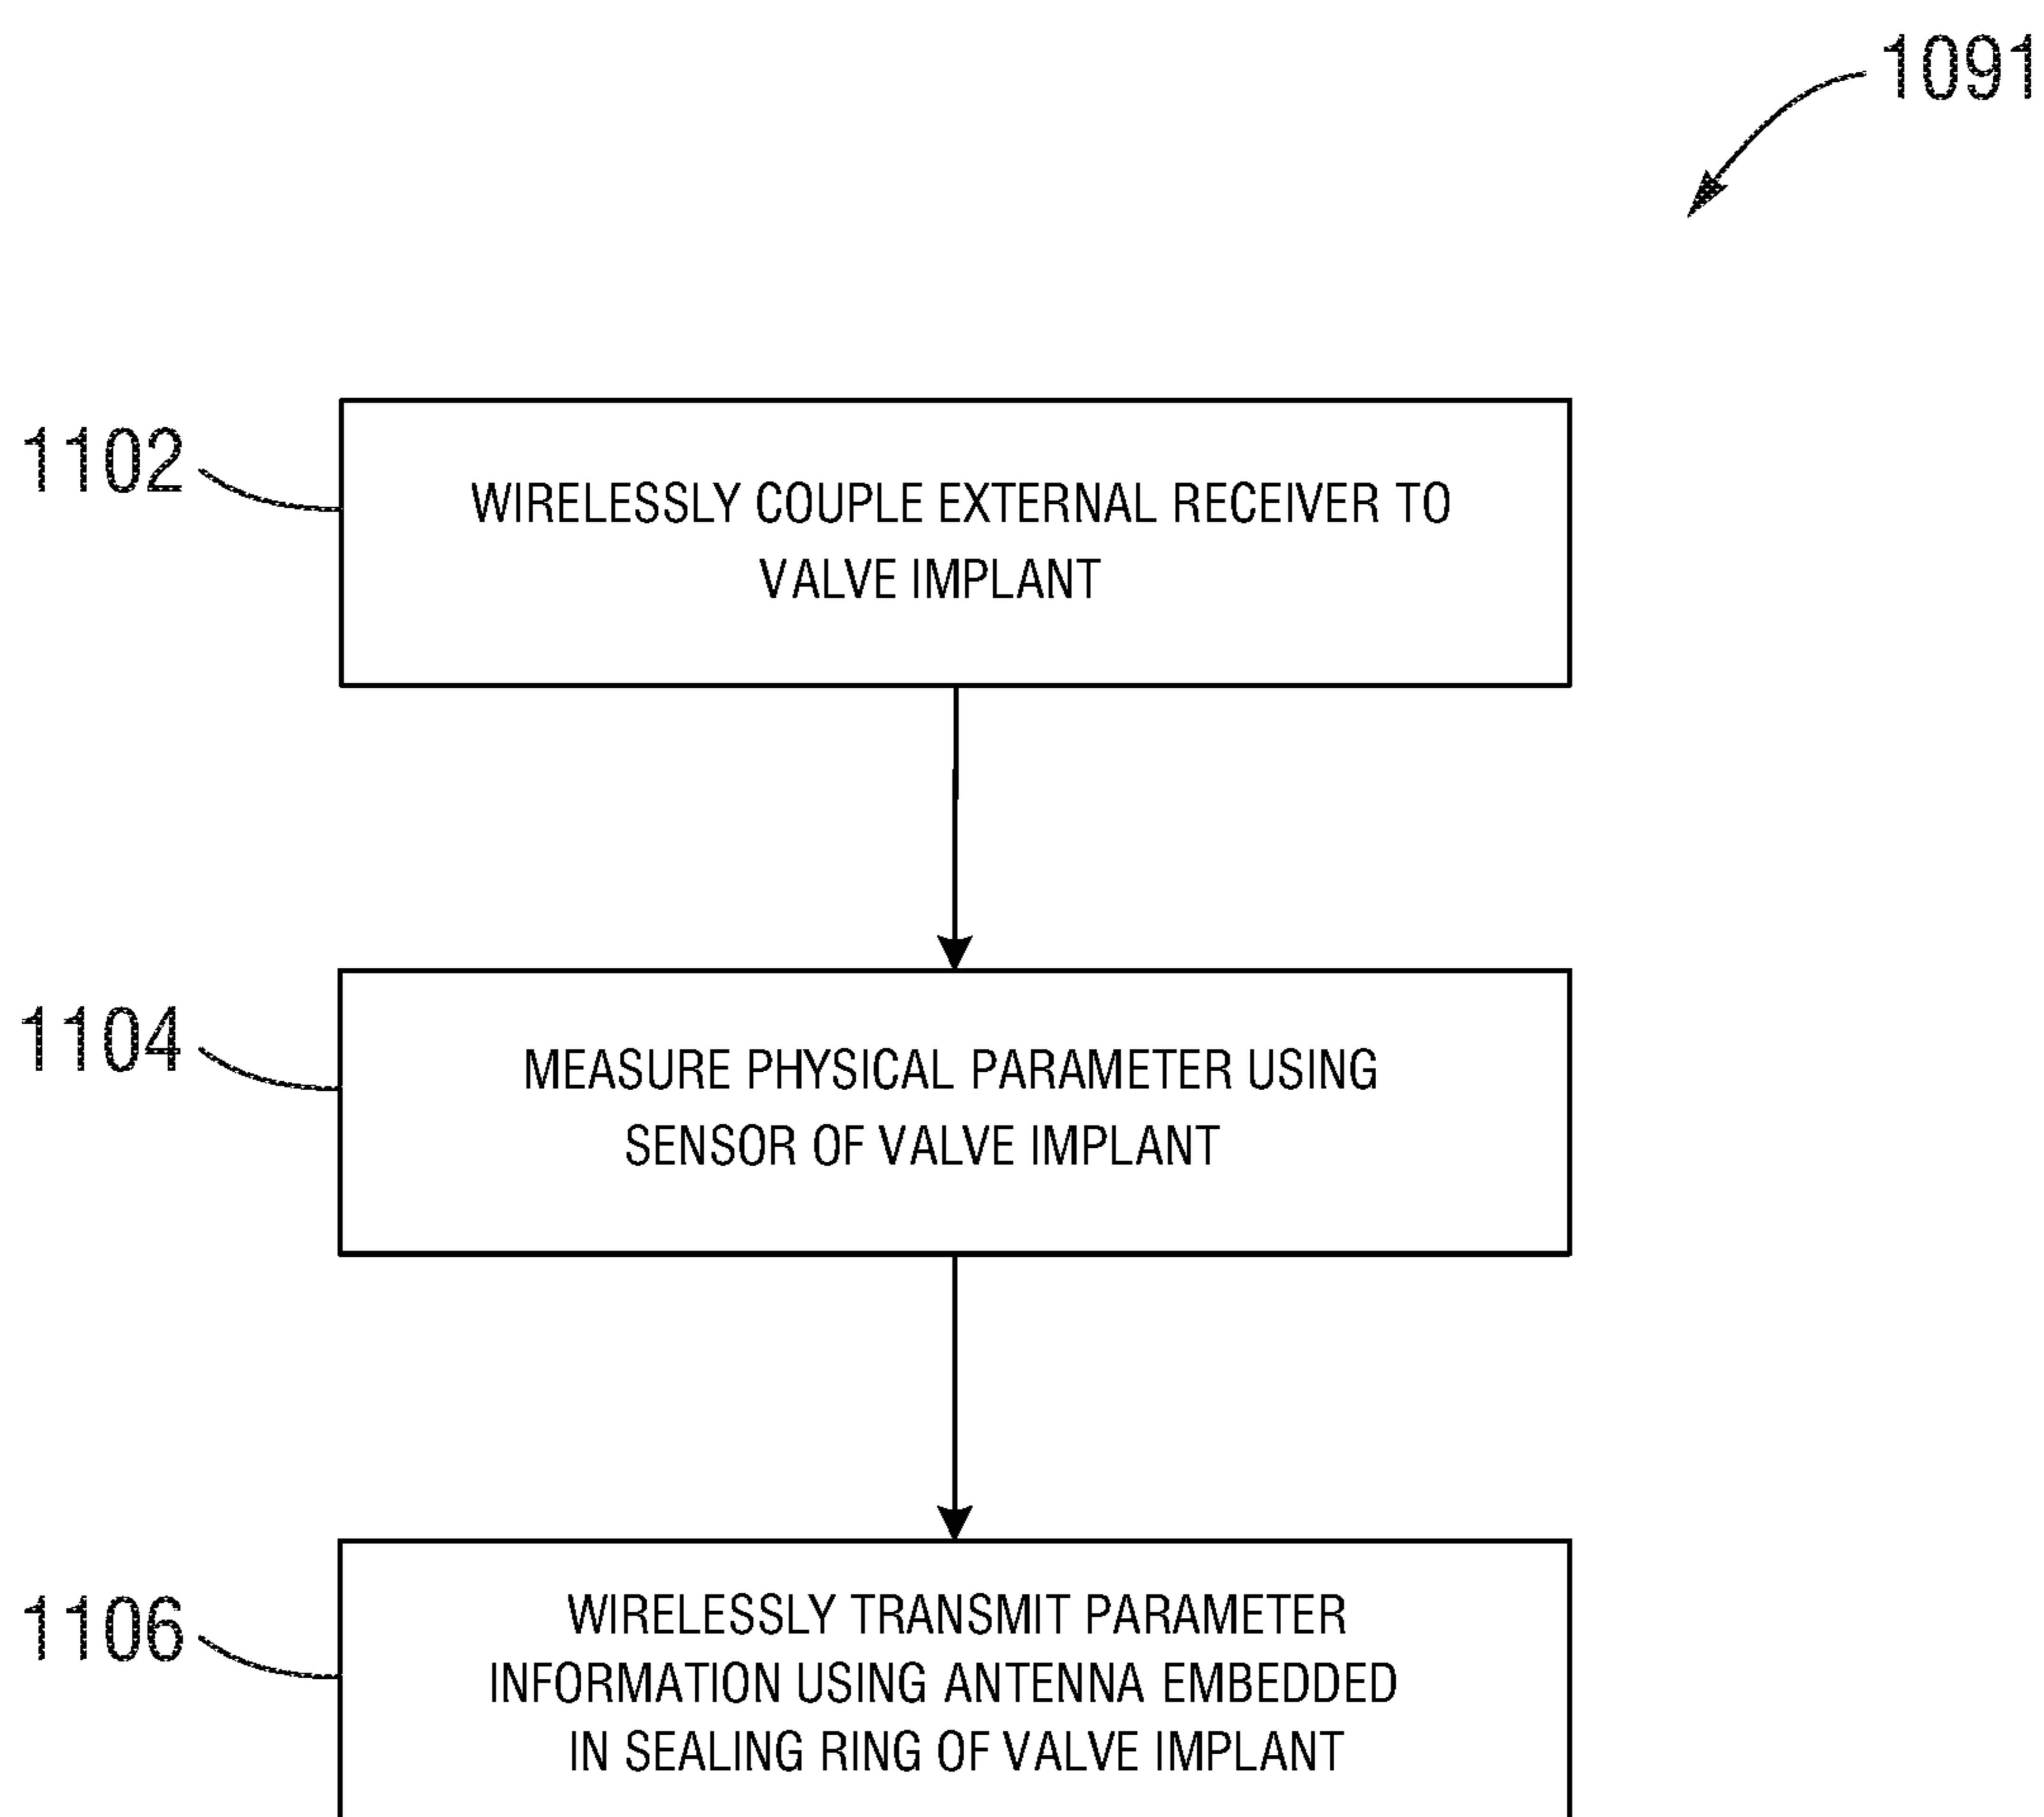 1091
1102
WIRELESSLY COUPLE EXTERNAL RECEIVER TO
VALVE IMPLANT
1104
MEASURE PHYSICAL PARAMETER USING
SENSOR OF VALVE IMPLANT
1106
WIRELESSLY TRANSMIT PARAMETER
INFORMATION USING ANTENNA EMBEDDED
IN SEALING RING OF VALVE IMPLANT